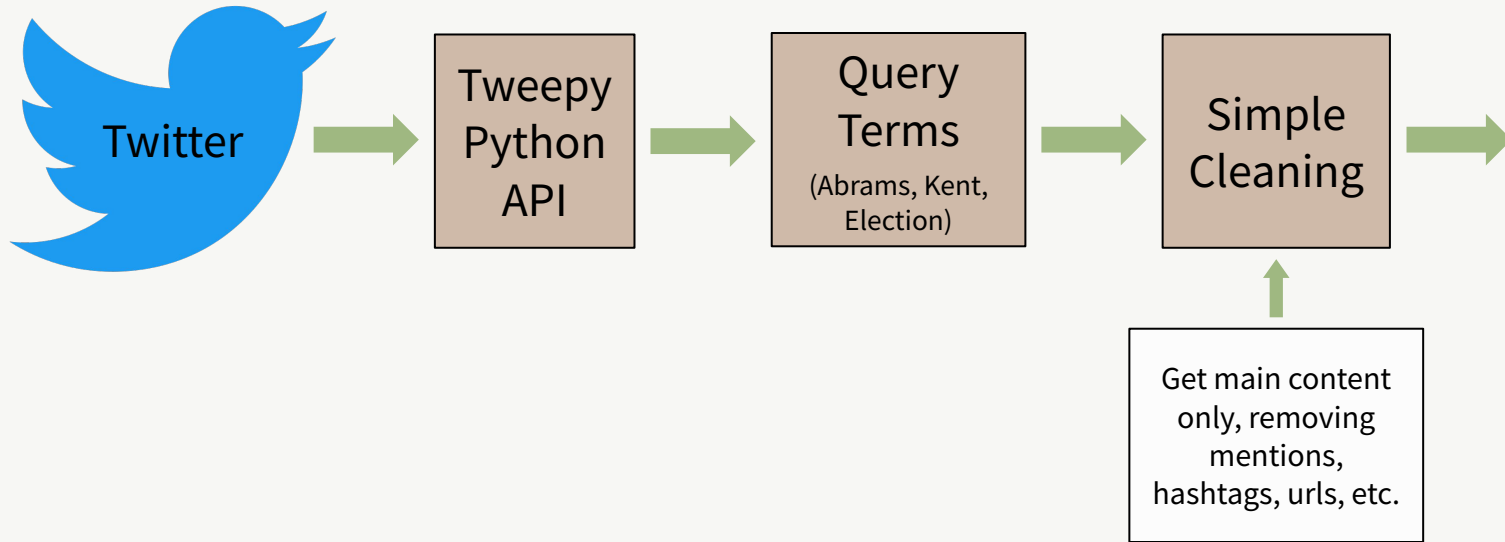 Twitter
Tweepy
Python
API
Query
Terms
(Abrams, Kent,
Election)
Simple
Cleaning
Get main content
only, removing
mentions,
hashtags, urls, etc.